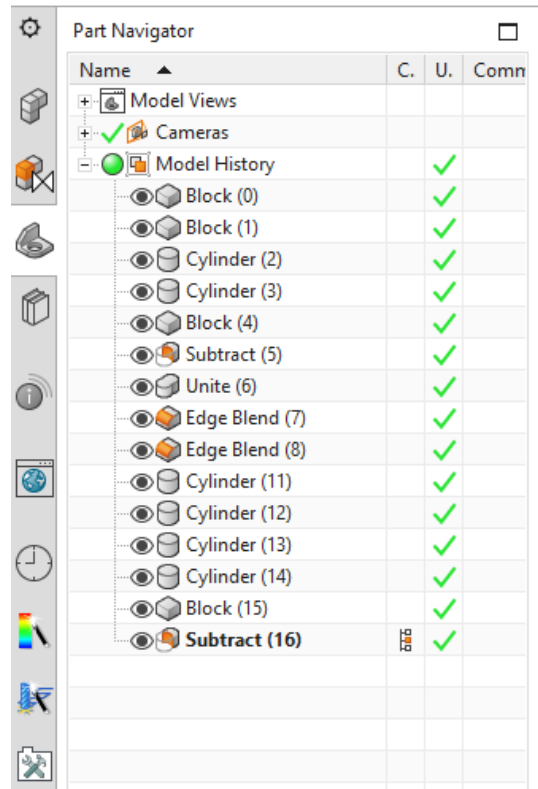 Part Navigator
Name C. U. Comm
Model Views
Cameras
Model History
Block (0)
Block (1)
Cylinder (2)
Cylinder (3)
Block (4)
Subtract (5)
Unite (6)
Edge Blend (7)
Edge Blend (8)
Cylinder (11)
Cylinder (12)
Cylinder (13)
Cylinder (14)
Block (15)
Subtract (16)